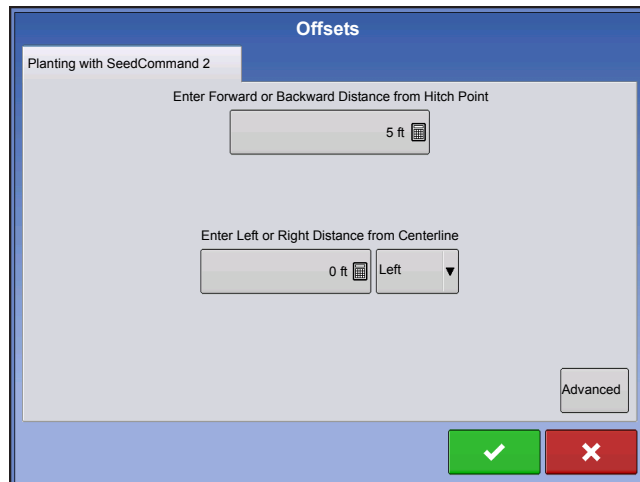 Offsets
Planting with SeedCommand 2
Enter Forward or Backward Distance from Hitch Point
5 ft
Enter Left or Right Distance from Centerline
0 ft Left
Advanced